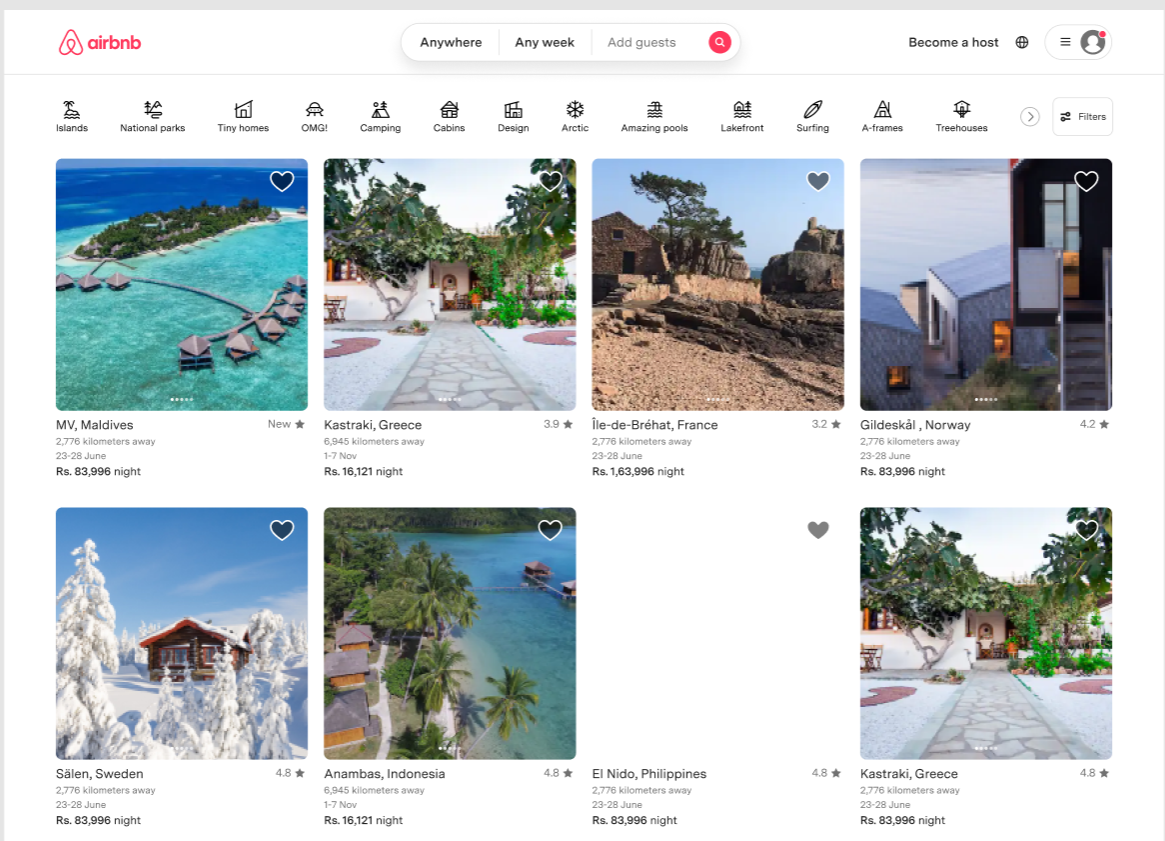 airbnb
Anywhere Any week Add guests
Become a host
Islands National parks Tiny homes OMG! Camping Cabins Design Arctic Amazing pools Lakefront Surfing A-frames Treehouses Filters
MV, Maldives New ★
2,776 kilometers away
23-28 June
Rs. 83,996 night
Kastraki, Greece 3.9 ★
6,945 kilometers away
1-7 Nov
Rs. 16,121 night
Île-de-Bréhat, France 3.2 ★
2,776 kilometers away
23-28 June
Rs. 1,63,996 night
Gildeskål , Norway 4.2 ★
2,776 kilometers away
23-28 June
Rs. 83,996 night
Sälen, Sweden 4.8 ★
2,776 kilometers away
23-28 June
Rs. 83,996 night
Anambas, Indonesia 4.8 ★
6,945 kilometers away
1-7 Nov
Rs. 16,121 night
El Nido, Philippines 4.8 ★
2,776 kilometers away
23-28 June
Rs. 83,996 night
Kastraki, Greece 4.8 ★
2,776 kilometers away
23-28 June
Rs. 83,996 night